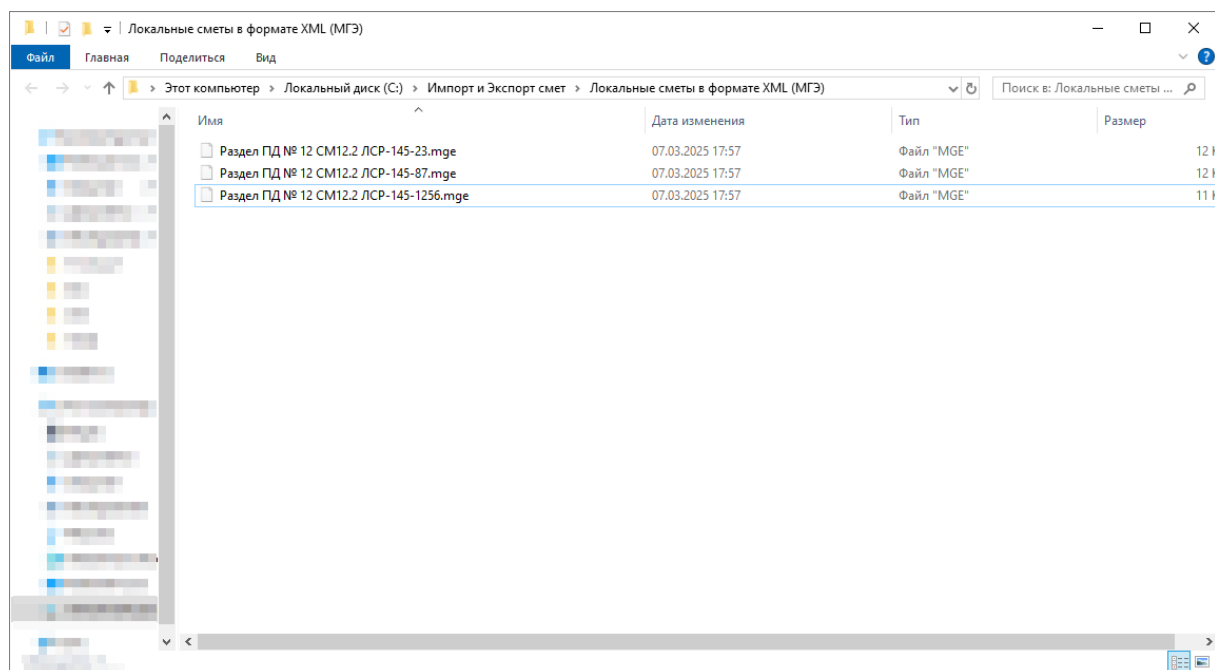 Локальные сметы в формате XML (МГЭ)
Файл Главная Поделиться Вид
Этот компьютер > Локальный диск (C:) > Импорт и Экспорт смет > Локальные сметы в формате XML (МГЭ) Поиск в: Локальные сметы ...
Имя Дата изменения Тип Размер
Раздел ПД № 12 СМ12.2 ЛСР-145-23.mge 07.03.2025 17:57 Файл "MGE" 12
Раздел ПД № 12 СМ12.2 ЛСР-145-87.mge 07.03.2025 17:57 Файл "MGE" 12
Раздел ПД № 12 СМ12.2 ЛСР-145-1256.mge 07.03.2025 17:57 Файл "MGE" 11